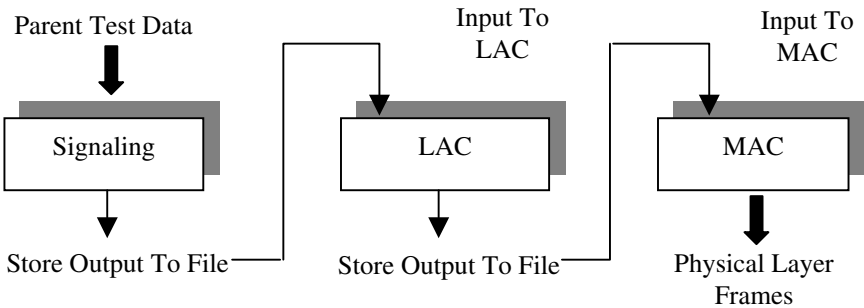 Parent Test Data
Input To
LAC
Input To
MAC
Signaling
LAC
MAC
Store Output To File
Store Output To File
Physical Layer
Frames